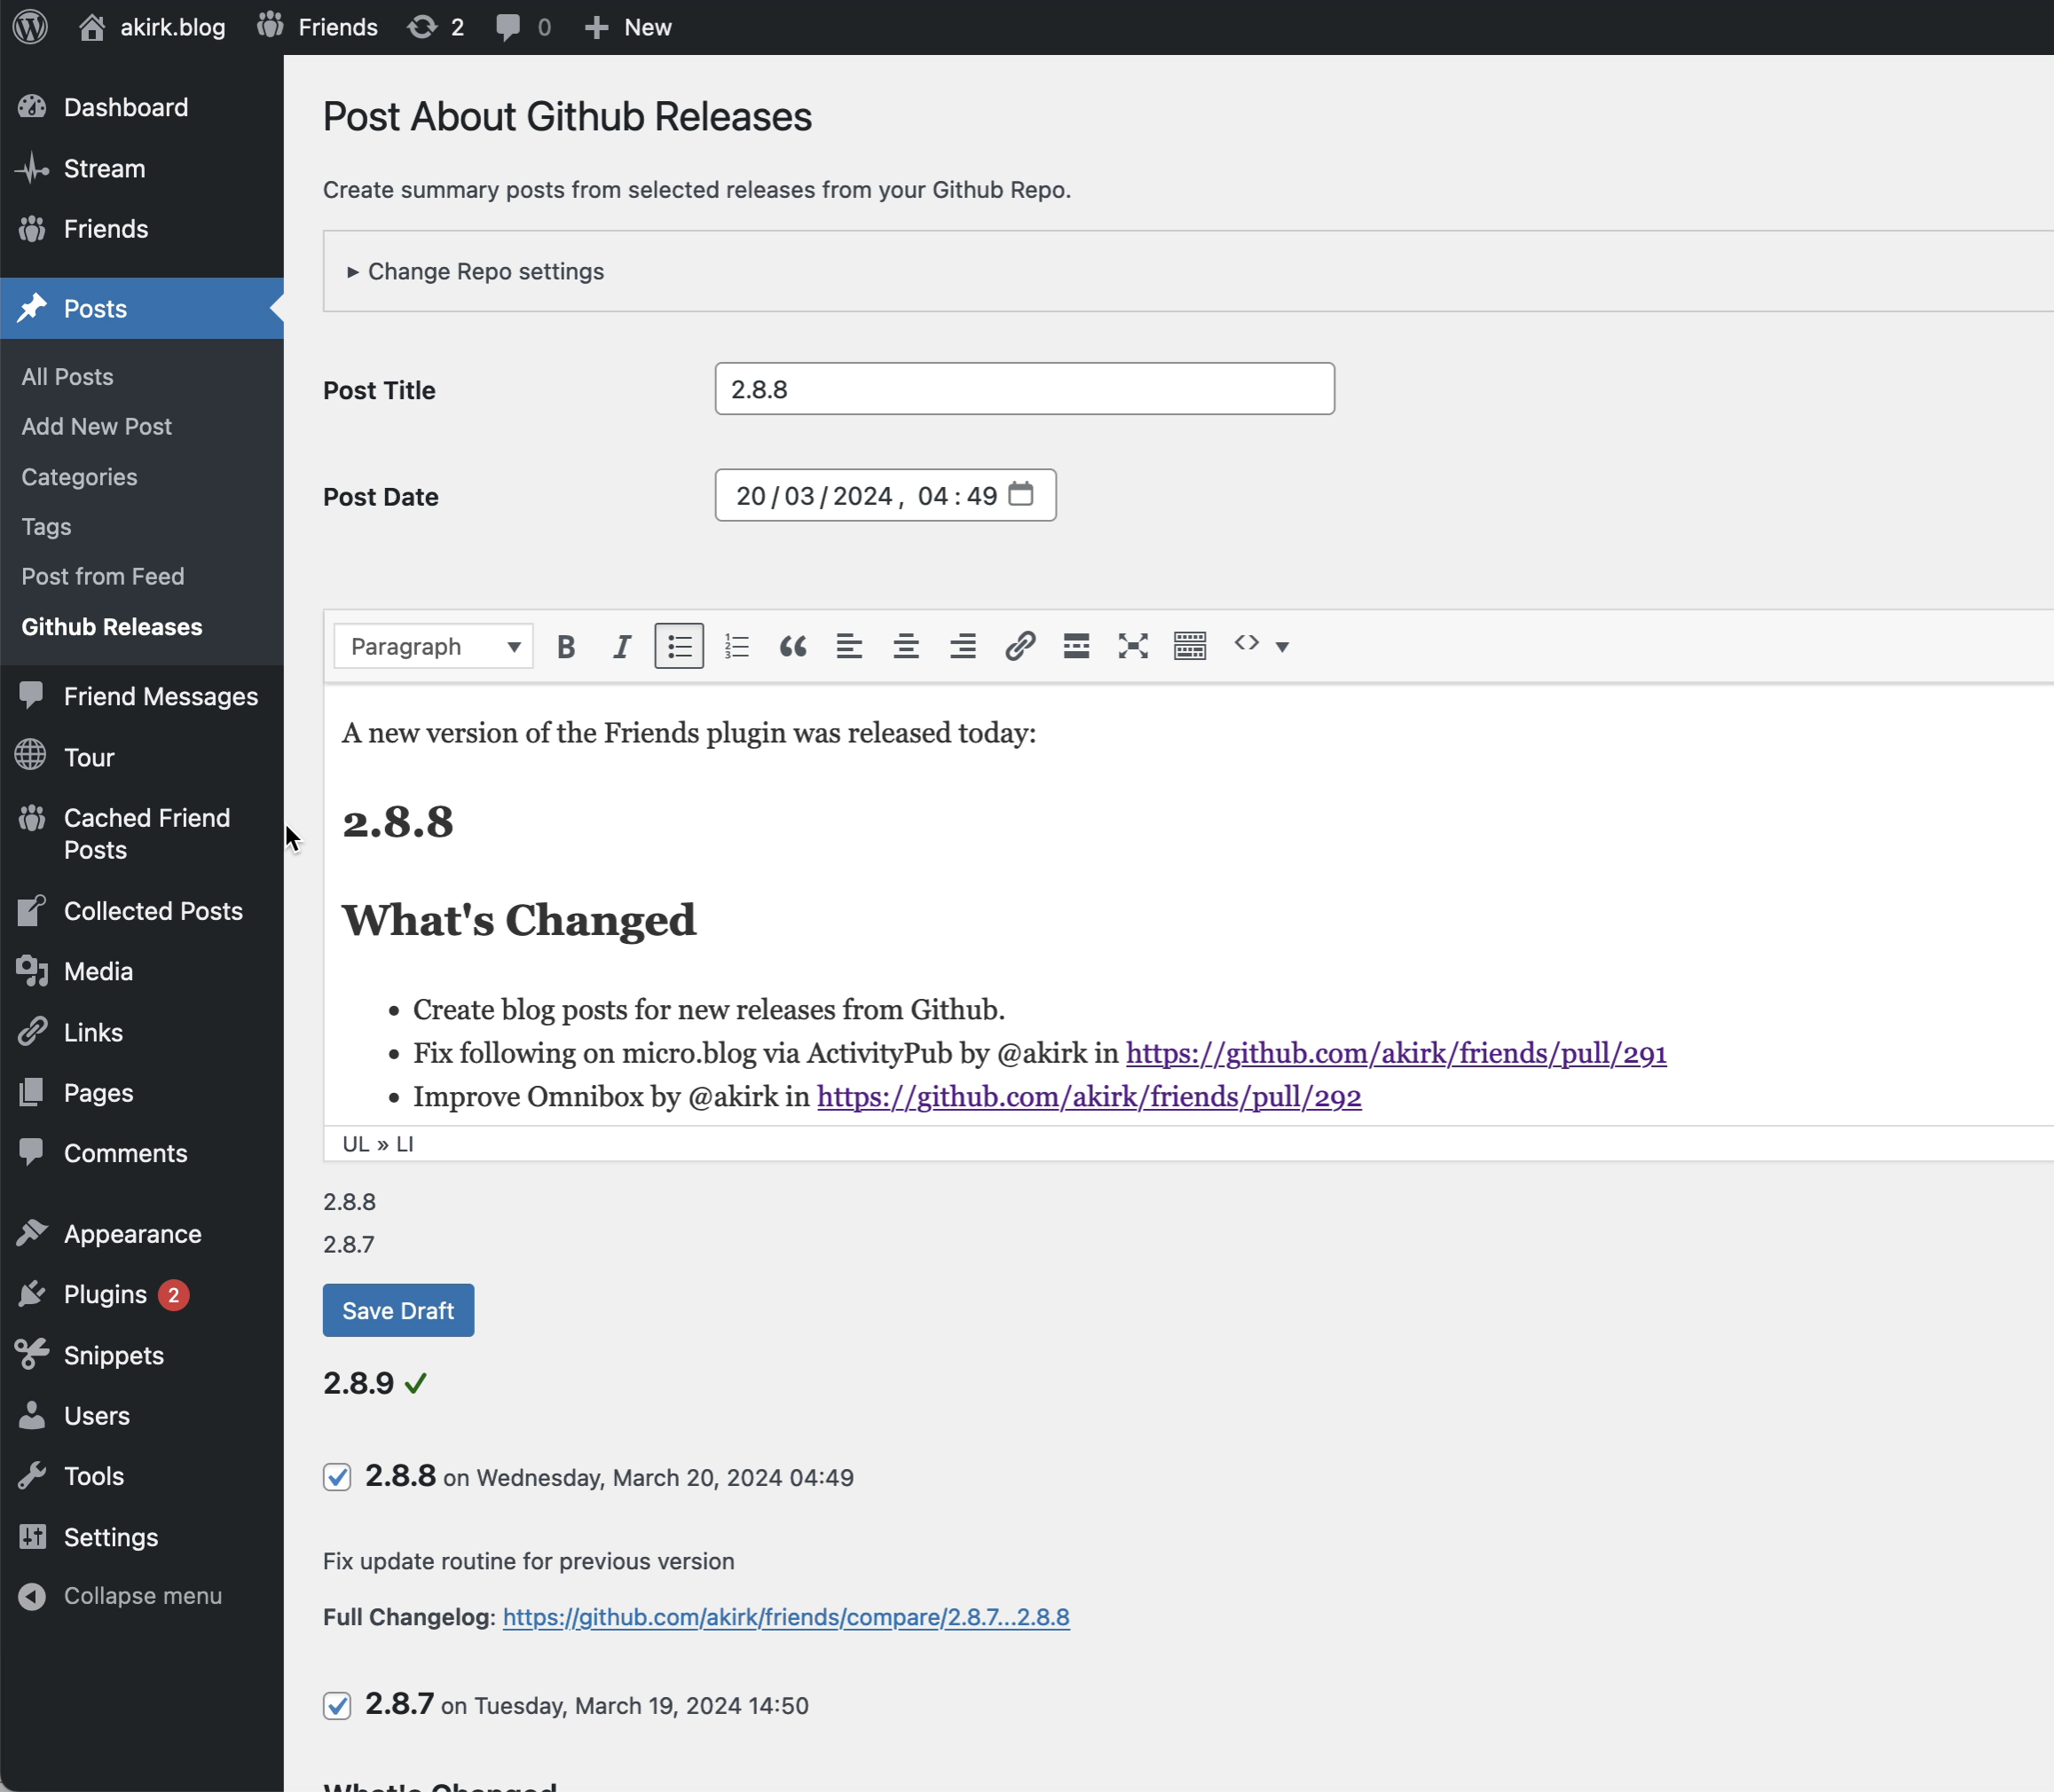 akirk.blog Friends 2 0 New
Dashboard
Stream
Friends
Posts
All Posts
Add New Post
Categories
Tags
Post from Feed
Github Releases
Friend Messages
Tour
Cached Friend
Posts
Collected Posts
Media
Links
Pages
Comments
Appearance
Plugins 2
Snippets
Users
Tools
Settings
Collapse menu
Post About Github Releases
Create summary posts from selected releases from your Github Repo.
Change Repo settings
Post Title 2.8.8
Post Date 20/03/2024, 04:49
Paragraph
A new version of the Friends plugin was released today:
2.8.8
What's Changed
• Create blog posts for new releases from Github.
• Fix following on micro.blog via ActivityPub by @akirk in https://github.com/akirk/friends/pull/291
• Improve Omnibox by @akirk in https://github.com/akirk/friends/pull/292
UL » LI
2.8.8
2.8.7
Save Draft
2.8.9 ✓
2.8.8 on Wednesday, March 20, 2024 04:49
Fix update routine for previous version
Full Changelog: https://github.com/akirk/friends/compare/2.8.7...2.8.8
2.8.7 on Tuesday, March 19, 2024 14:50
What's Changed